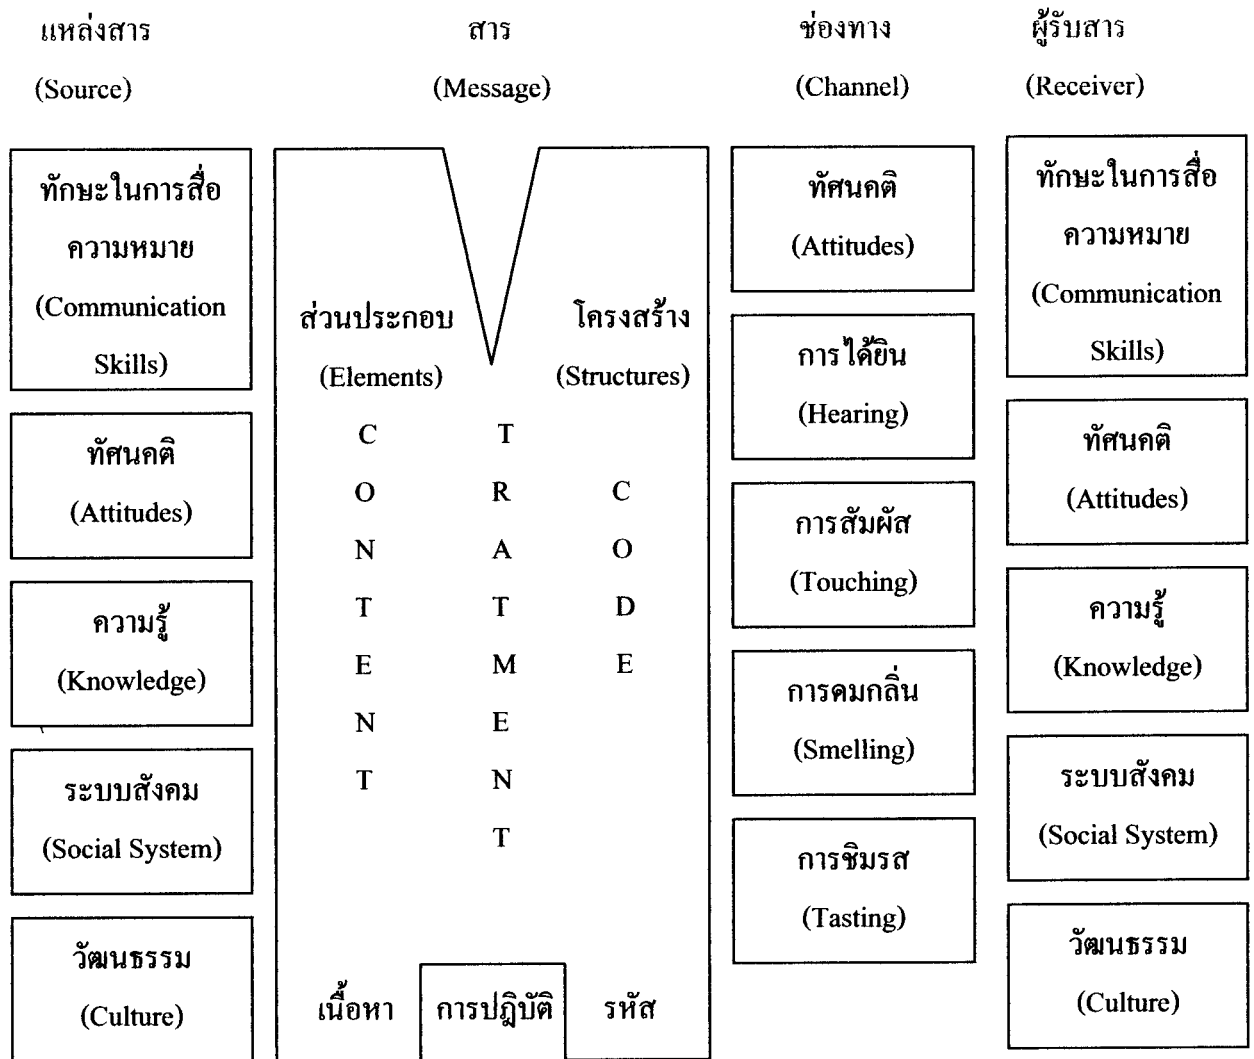 แหล่งสาร
(Source)
ทักษะในการสื่อ
ความหมาย
(Communication
Skills)
ทัศนคติ
(Attitudes)
ความรู้
(Knowledge)
ระบบสังคม
(Social System)
วัฒนธรรม
(Culture)
สาร
(Message)
ส่วนประกอบ
(Elements)
โครงสร้าง
(Structures)
C
O
N
T
E
N
T
T
R
A
T
M
E
N
T
C
O
D
E
เนื้อหา
การปฎิบัติ
รหัส
ช่องทาง
(Channel)
ทัศนคติ
(Attitudes)
การได้ยิน
(Hearing)
การสัมผัส
(Touching)
การดมกลิ่น
(Smelling)
การชิมรส
(Tasting)
ผู้รับสาร
(Receiver)
ทักษะในการสื่อ
ความหมาย
(Communication
Skills)
ทัศนคติ
(Attitudes)
ความรู้
(Knowledge)
ระบบสังคม
(Social System)
วัฒนธรรม
(Culture)